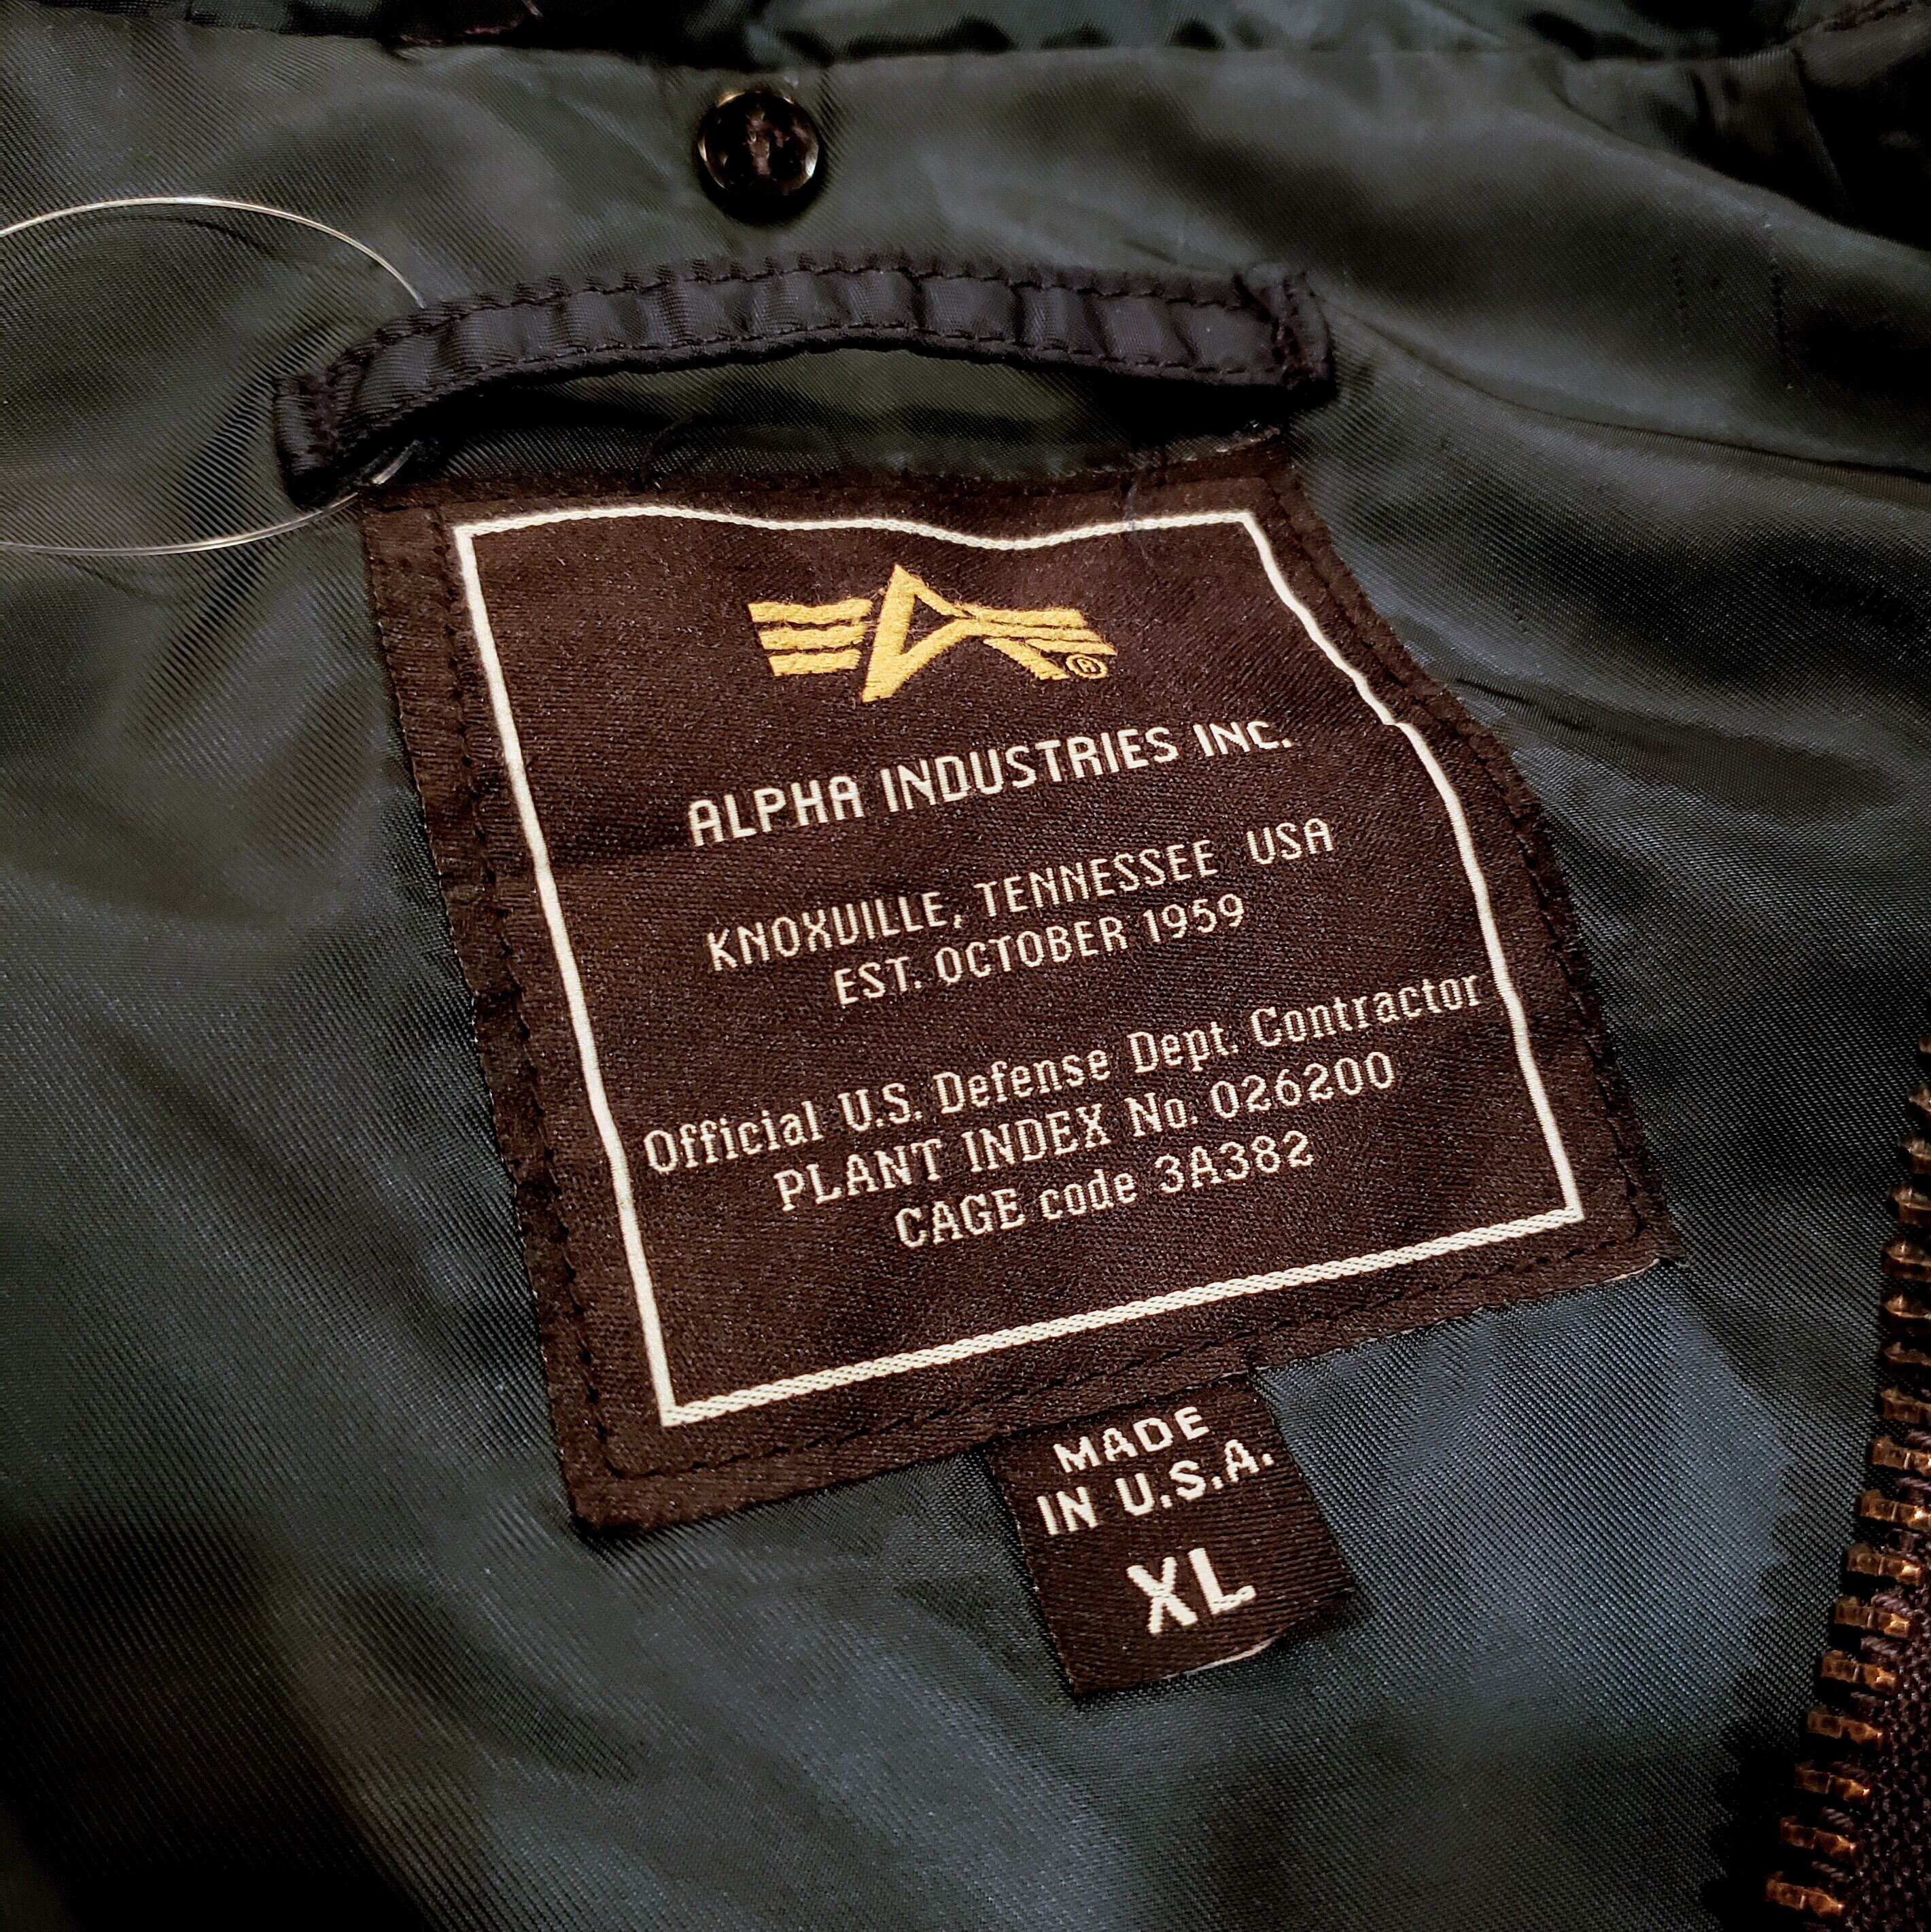 ALPHA INDUSTRIES INC.
KNOXVILLE, TENNESSEE USA
EST. OCTOBER 1959
Official U.S. Defense Dept. Contractor
PLANT INDEX No. 026200
CAGE code 3A382
MADE
IN U.S.A.
XL